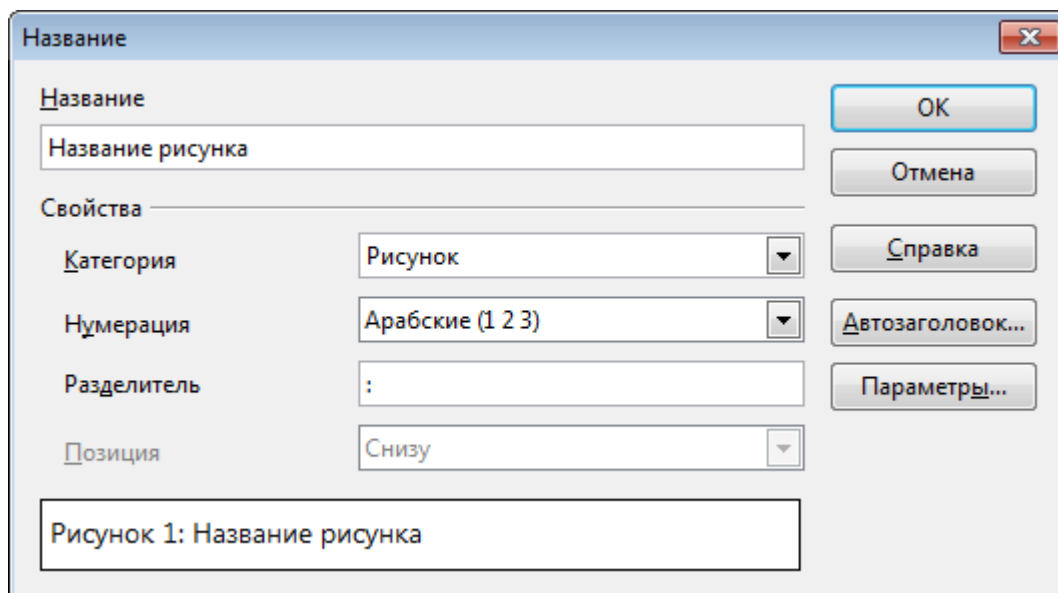 Название
Название
ОК
Название рисунка
Отмена
Свойства
Категория
Рисунок
Справка
Нумерация
Арабские (1 2 3)
Автозаголовок...
Разделитель
:
Параметры...
Позиция
Снизу
Рисунок 1: Название рисунка